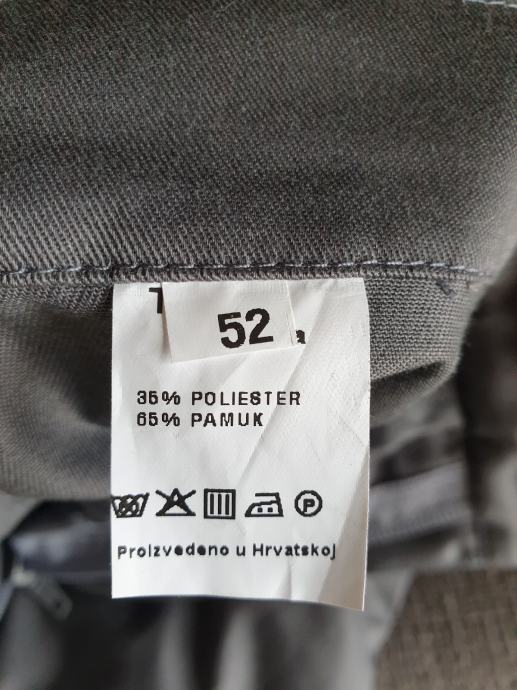 52
35% POLIESTER
65% PAMUK
P
Proizvedeno u Hrvatskoj